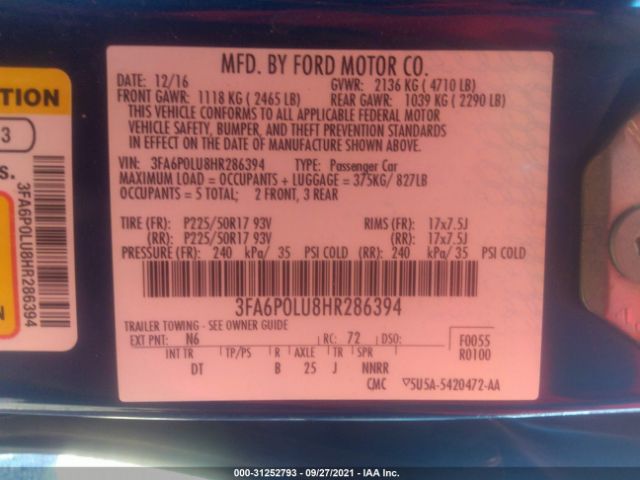 MFD. BY FORD MOTOR CO.
DATE: 12/16 GVWR: 2136 KG ( 4710 LB)
FRONT GAWR: 1118 KG ( 2465 LB) REAR GAWR: 1039 KG ( 2290 LB)
THIS VEHICLE CONFORMS TO ALL APPLICABLE FEDERAL MOTOR
VEHICLE SAFETY, BUMPER, AND THEFT PREVENTION STANDARDS
IN EFFECT ON THE DATE OF MANUFACTURE SHOWN ABOVE.
VIN: 3FA6P0LU8HR286394 TYPE: Passenger Car
MAXIMUM LOAD = OCCUPANTS + LUGGAGE = 375KG/ 827LB
OCCUPANTS = 5 TOTAL; 2 FRONT, 3 REAR
TIRE (FR): P225/50R17 93V RIMS (FR): 17x7.5J
(RR): P225/50R17 93V (RR): 17x7.5J
PRESSURE (FR): 240 kPa/ 35 PSI COLD (RR): 240 kPa/ 35 PSI COLD
3FA6P0LU8HR286394
TRAILER TOWING - SEE OWNER GUIDE
EXT PNT: N6 RC: 72 DSO: F0055
INT TR TP/PS R AXLE TR SPR R0100
DT B 25 J NNRR
CMC ▽5U5A-5420472-AA
TION
3
S.
3FA6P0LU8HR286394
N
000-31252793 - 09/27/2021 - IAA Inc.